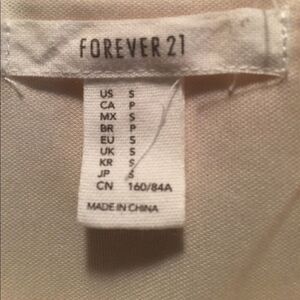 FOREVER 21
US S
CA P
MX S
BR P
EU S
UK S
KR S
JP S
CN 160/84A
MADE IN CHINA